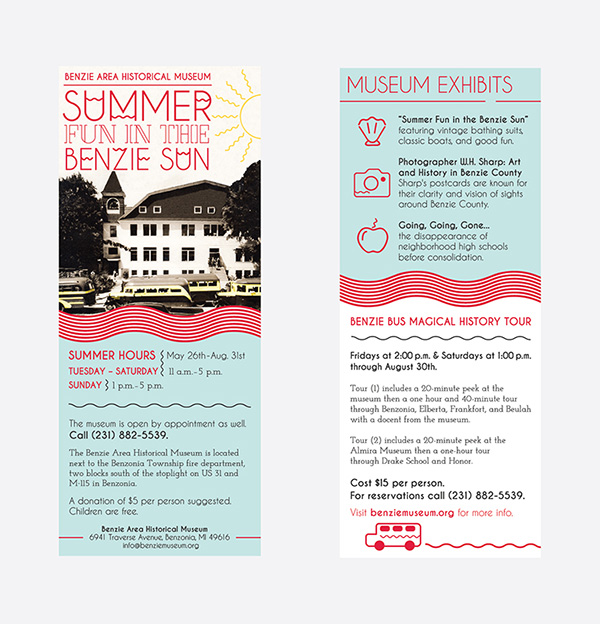 BENZIE AREA HISTORICAL MUSEUM
SUMMER
FUN IN THE
BENZIE SUN
SUMMER HOURS May 26th-Aug. 31st
TUESDAY – SATURDAY 11 a.m.-5 p.m.
SUNDAY 1 p.m.-5 p.m.
The museum is open by appointment as well.
Call (231) 882-5539.
The Benzie Area Historical Museum is located
next to the Benzonia Township fire department,
two blocks south of the stoplight on US 31 and
M-115 in Benzonia.
A donation of $5 per person suggested.
Children are free.
Benzie Area Historical Museum
6941 Traverse Avenue, Benzonia, MI 49616
info@benziemuseum.org
MUSEUM EXHIBITS
"Summer Fun in the Benzie Sun"
featuring vintage bathing suits,
classic boats, and good fun.
Photographer W.H. Sharp: Art
and History in Benzie County
Sharp's postcards are known for
their clarity and vision of sights
around Benzie County.
Going, Going, Gone...
the disappearance of
neighborhood high schools
before consolidation.
BENZIE BUS MAGICAL HISTORY TOUR
Fridays at 2:00 p.m. & Saturdays at 1:00 p.m.
through August 30th.
Tour (1) includes a 20-minute peek at the
museum then a one hour and 40-minute tour
through Benzonia, Elberta, Frankfort, and Beulah
with a docent from the museum.
Tour (2) includes a 20-minute peek at the
Almira Museum then a one-hour tour
through Drake School and Honor.
Cost $15 per person.
For reservations call (231) 882-5539.
Visit benziemuseum.org for more info.